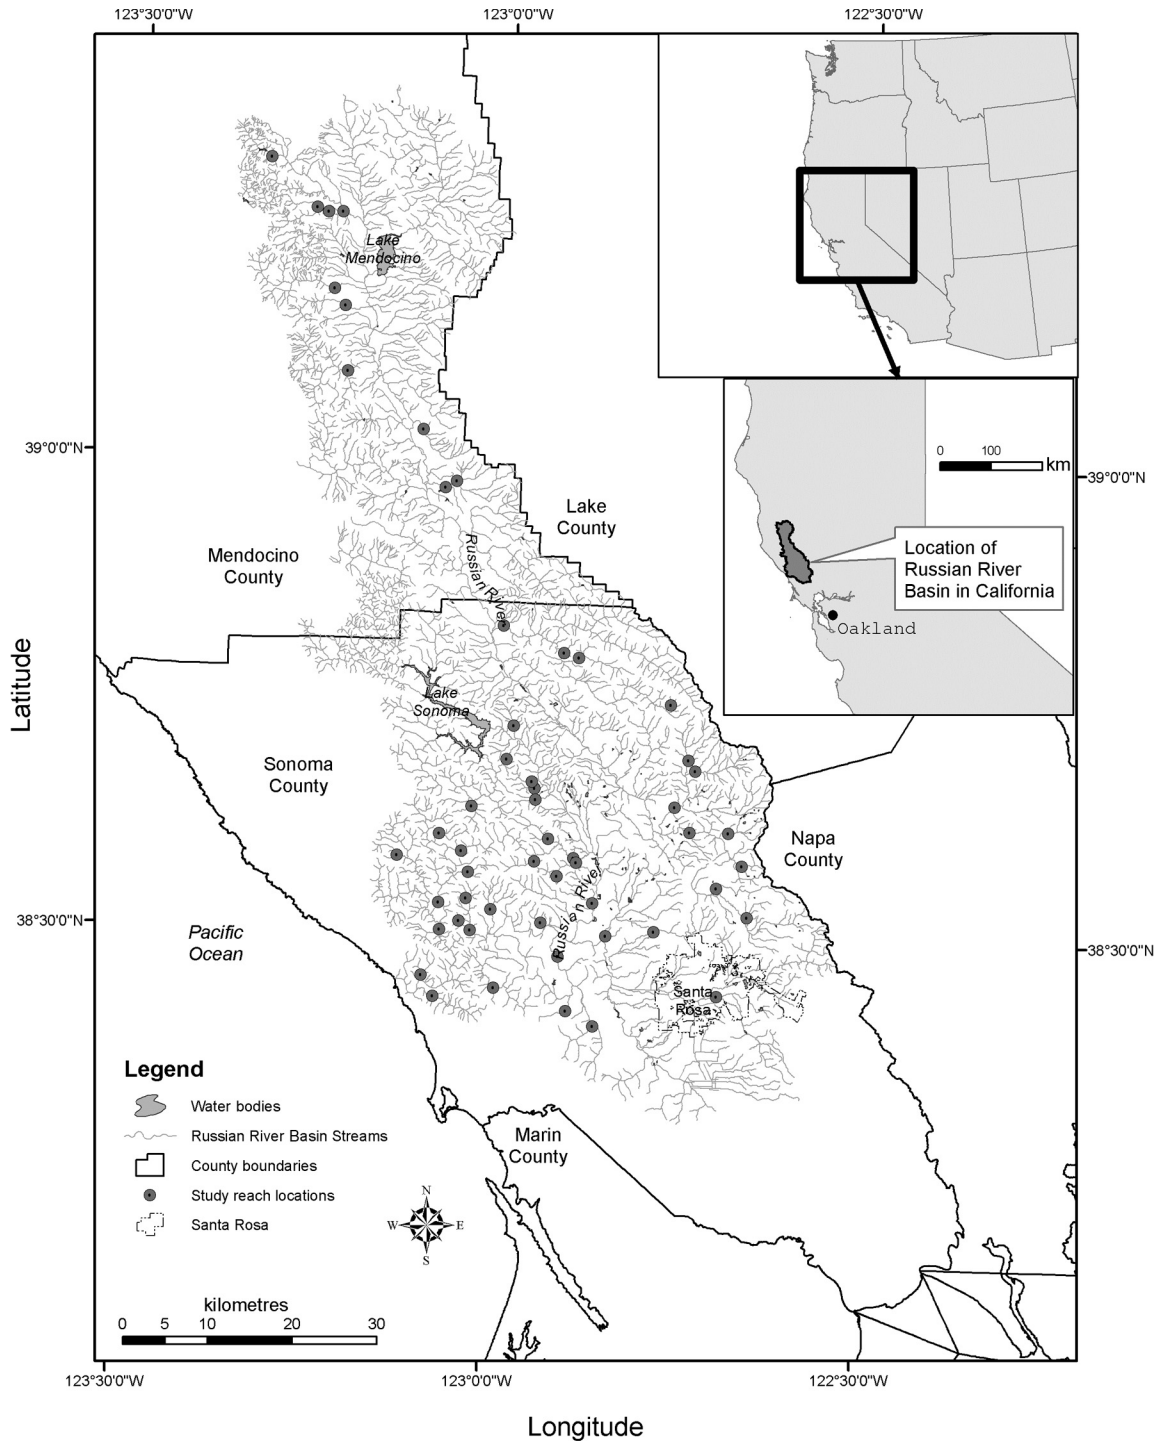 123°30'0"W
123°0'0"W
122°30'0"W
Lake
Mendocino
39°0'0"N
0 100
km
39°0'0"N
Lake
County
Mendocino
County
Russian River
Location of
Russian River
Basin in California
Oakland
Latitude
Lake
Sonoma
Sonoma
County
Napa
County
38°30'0"N
Russian River
Pacific
Ocean
38°30'0"N
Santa
Rosa
Legend
Water bodies
Russian River Basin Streams
County boundaries
Study reach locations
Santa Rosa
Marin
County
N
W E
S
kilometres
0 5 10 20 30
123°30'0"W
123°0'0"W
122°30'0"W
Longitude